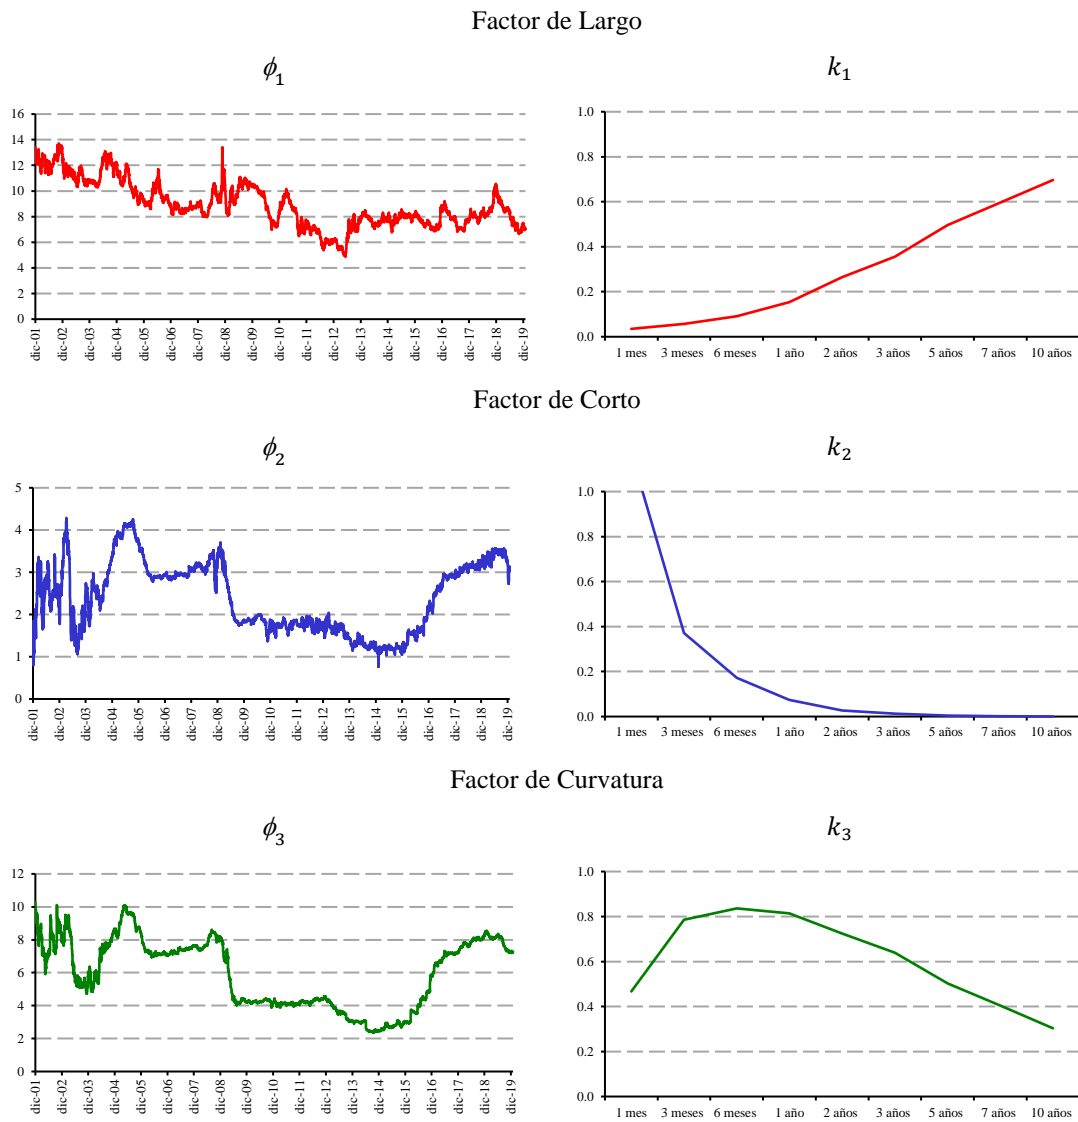 Factor de Largo
ϕ1
k1
16
14
12
10
8
6
4
2
0
dic-01
dic-02
dic-03
dic-04
dic-05
dic-06
dic-07
dic-08
dic-09
dic-10
dic-11
dic-12
dic-13
dic-14
dic-15
dic-16
dic-17
dic-18
dic-19
1.0
0.8
0.6
0.4
0.2
0.0
1 mes 3 meses 6 meses 1 año 2 años 3 años 5 años 7 años 10 años
Factor de Corto
ϕ2
k2
5
4
3
2
1
0
dic-01
dic-02
dic-03
dic-04
dic-05
dic-06
dic-07
dic-08
dic-09
dic-10
dic-11
dic-12
dic-13
dic-14
dic-15
dic-16
dic-17
dic-18
dic-19
1.0
0.8
0.6
0.4
0.2
0.0
1 mes 3 meses 6 meses 1 año 2 años 3 años 5 años 7 años 10 años
Factor de Curvatura
ϕ3
k3
12
10
8
6
4
2
0
dic-01
dic-02
dic-03
dic-04
dic-05
dic-06
dic-07
dic-08
dic-09
dic-10
dic-11
dic-12
dic-13
dic-14
dic-15
dic-16
dic-17
dic-18
dic-19
1.0
0.8
0.6
0.4
0.2
0.0
1 mes 3 meses 6 meses 1 año 2 años 3 años 5 años 7 años 10 años